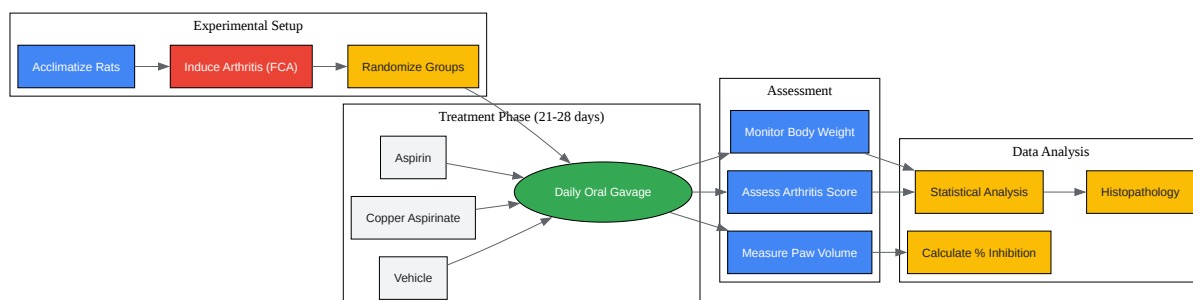 Experimental Setup
Acclimatize Rats
Induce Arthritis (FCA)
Randomize Groups
Treatment Phase (21-28 days)
Aspirin
Copper Aspirinate
Vehicle
Daily Oral Gavage
Assessment
Monitor Body Weight
Assess Arthritis Score
Measure Paw Volume
Data Analysis
Statistical Analysis
Histopathology
Calculate % Inhibition